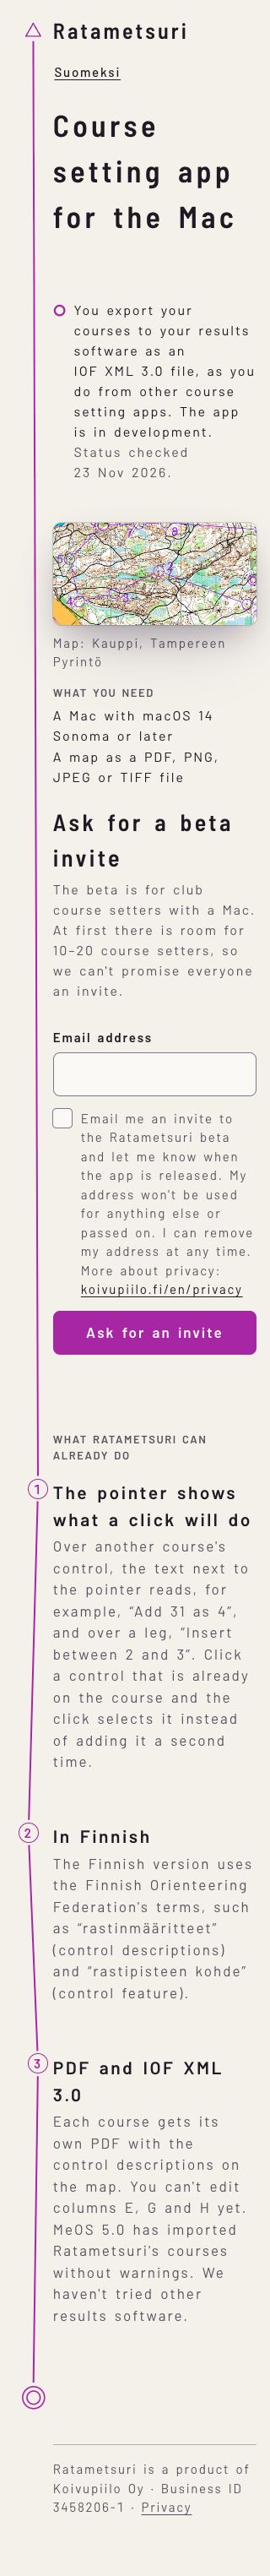 Ratametsuri
Suomeksi
Course
setting app
for the Mac
You export your
courses to your results
software as an
IOF XML 3.0 file, as you
do from other course
setting apps. The app
is in development.
Status checked
23 Nov 2026.
Map: Kauppi, Tampereen
Pyrintö
WHAT YOU NEED
A Mac with macOS 14
Sonoma or later
A map as a PDF, PNG,
JPEG or TIFF file
Ask for a beta
invite
The beta is for club
course setters with a Mac.
At first there is room for
10–20 course setters, so
we can't promise everyone
an invite.
Email address
Email me an invite to
the Ratametsuri beta
and let me know when
the app is released. My
address won't be used
for anything else or
passed on. I can remove
my address at any time.
More about privacy:
koivupiilo.fi/en/privacy
Ask for an invite
WHAT RATAMETSURI CAN
ALREADY DO
1 The pointer shows
what a click will do
Over another course's
control, the text next to
the pointer reads, for
example, “Add 31 as 4”,
and over a leg, “Insert
between 2 and 3”. Click
a control that is already
on the course and the
click selects it instead
of adding it a second
time.
2 In Finnish
The Finnish version uses
the Finnish Orienteering
Federation's terms, such
as “rastinmääritteet”
(control descriptions)
and “rastipisteen kohde”
(control feature).
3 PDF and IOF XML
3.0
Each course gets its
own PDF with the
control descriptions on
the map. You can't edit
columns E, G and H yet.
MeOS 5.0 has imported
Ratametsuri's courses
without warnings. We
haven't tried other
results software.
Ratametsuri is a product of
Koivupiilo Oy · Business ID
3458206-1 · Privacy